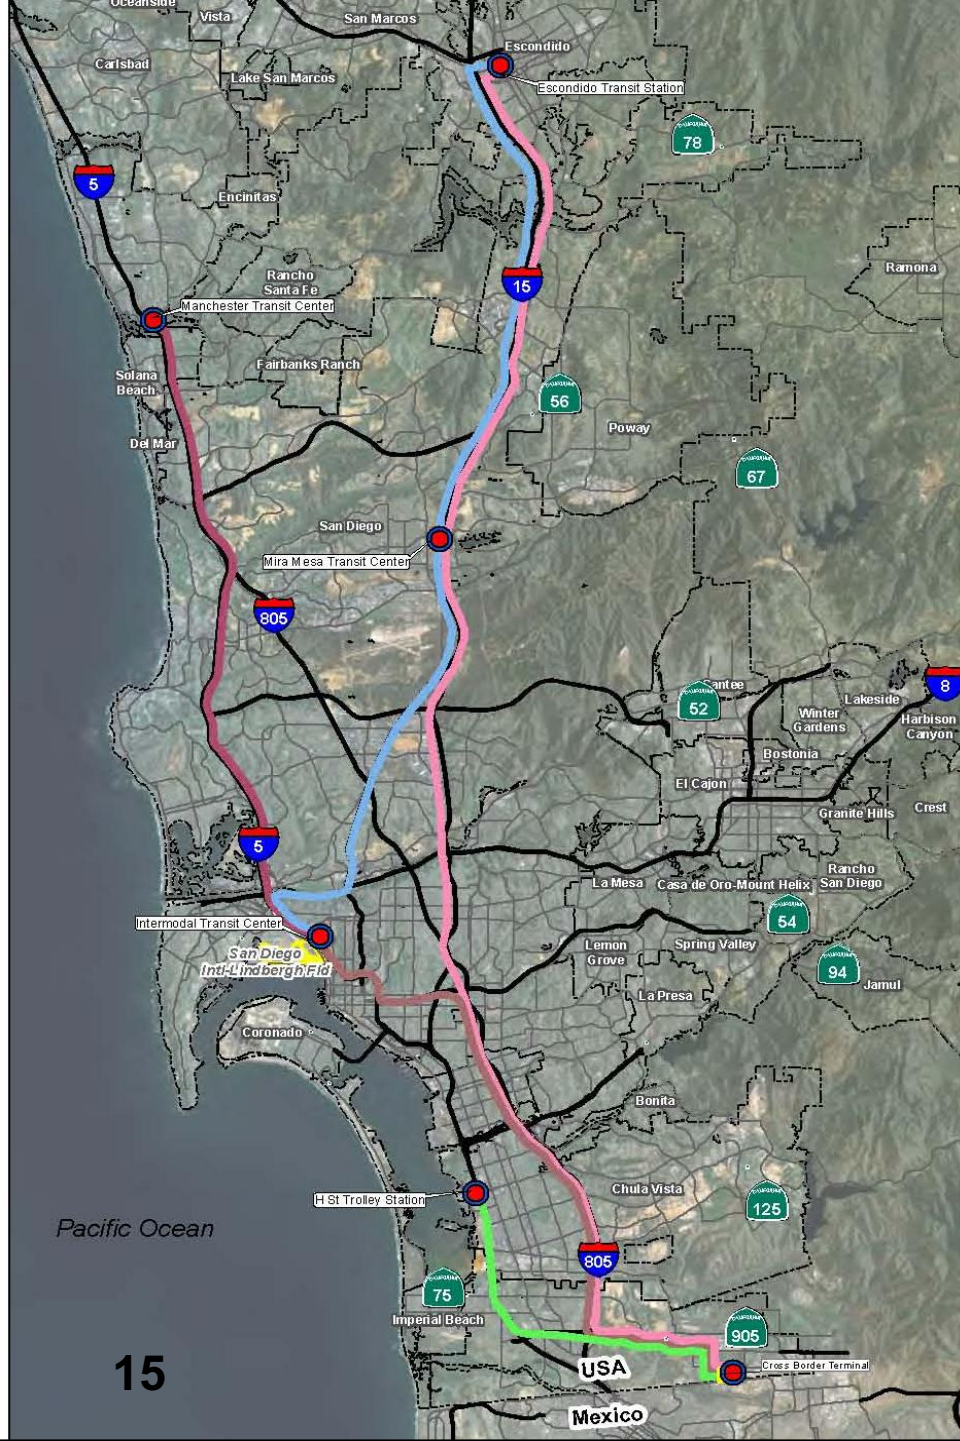 Oceanside
Vista
San Marcos
Escondido
Carlsbad
Lake San Marcos
Escondido Transit Station
78
5
Encinitas
Ramona
Rancho
Santa Fe
15
Manchester Transit Center
Fairbanks Ranch
Solana
Beach
56
Poway
Del Mar
67
San Diego
Mira Mesa Transit Center
805
Santee
8
52
Lakeside
Winter
Gardens
Harbison
Canyon
Bostonia
El Cajon
Granite Hills
Crest
5
La Mesa
Casa de Oro-Mount Helix
Rancho
San Diego
54
Intermodal Transit Center
San Diego
Intl-Lindbergh Fld
Lemon
Grove
Spring Valley
94
Jamul
La Presa
Coronado
Bonita
H St Trolley Station
Chula Vista
125
Pacific Ocean
805
75
Imperial Beach
905
Cross Border Terminal
USA
15
Mexico